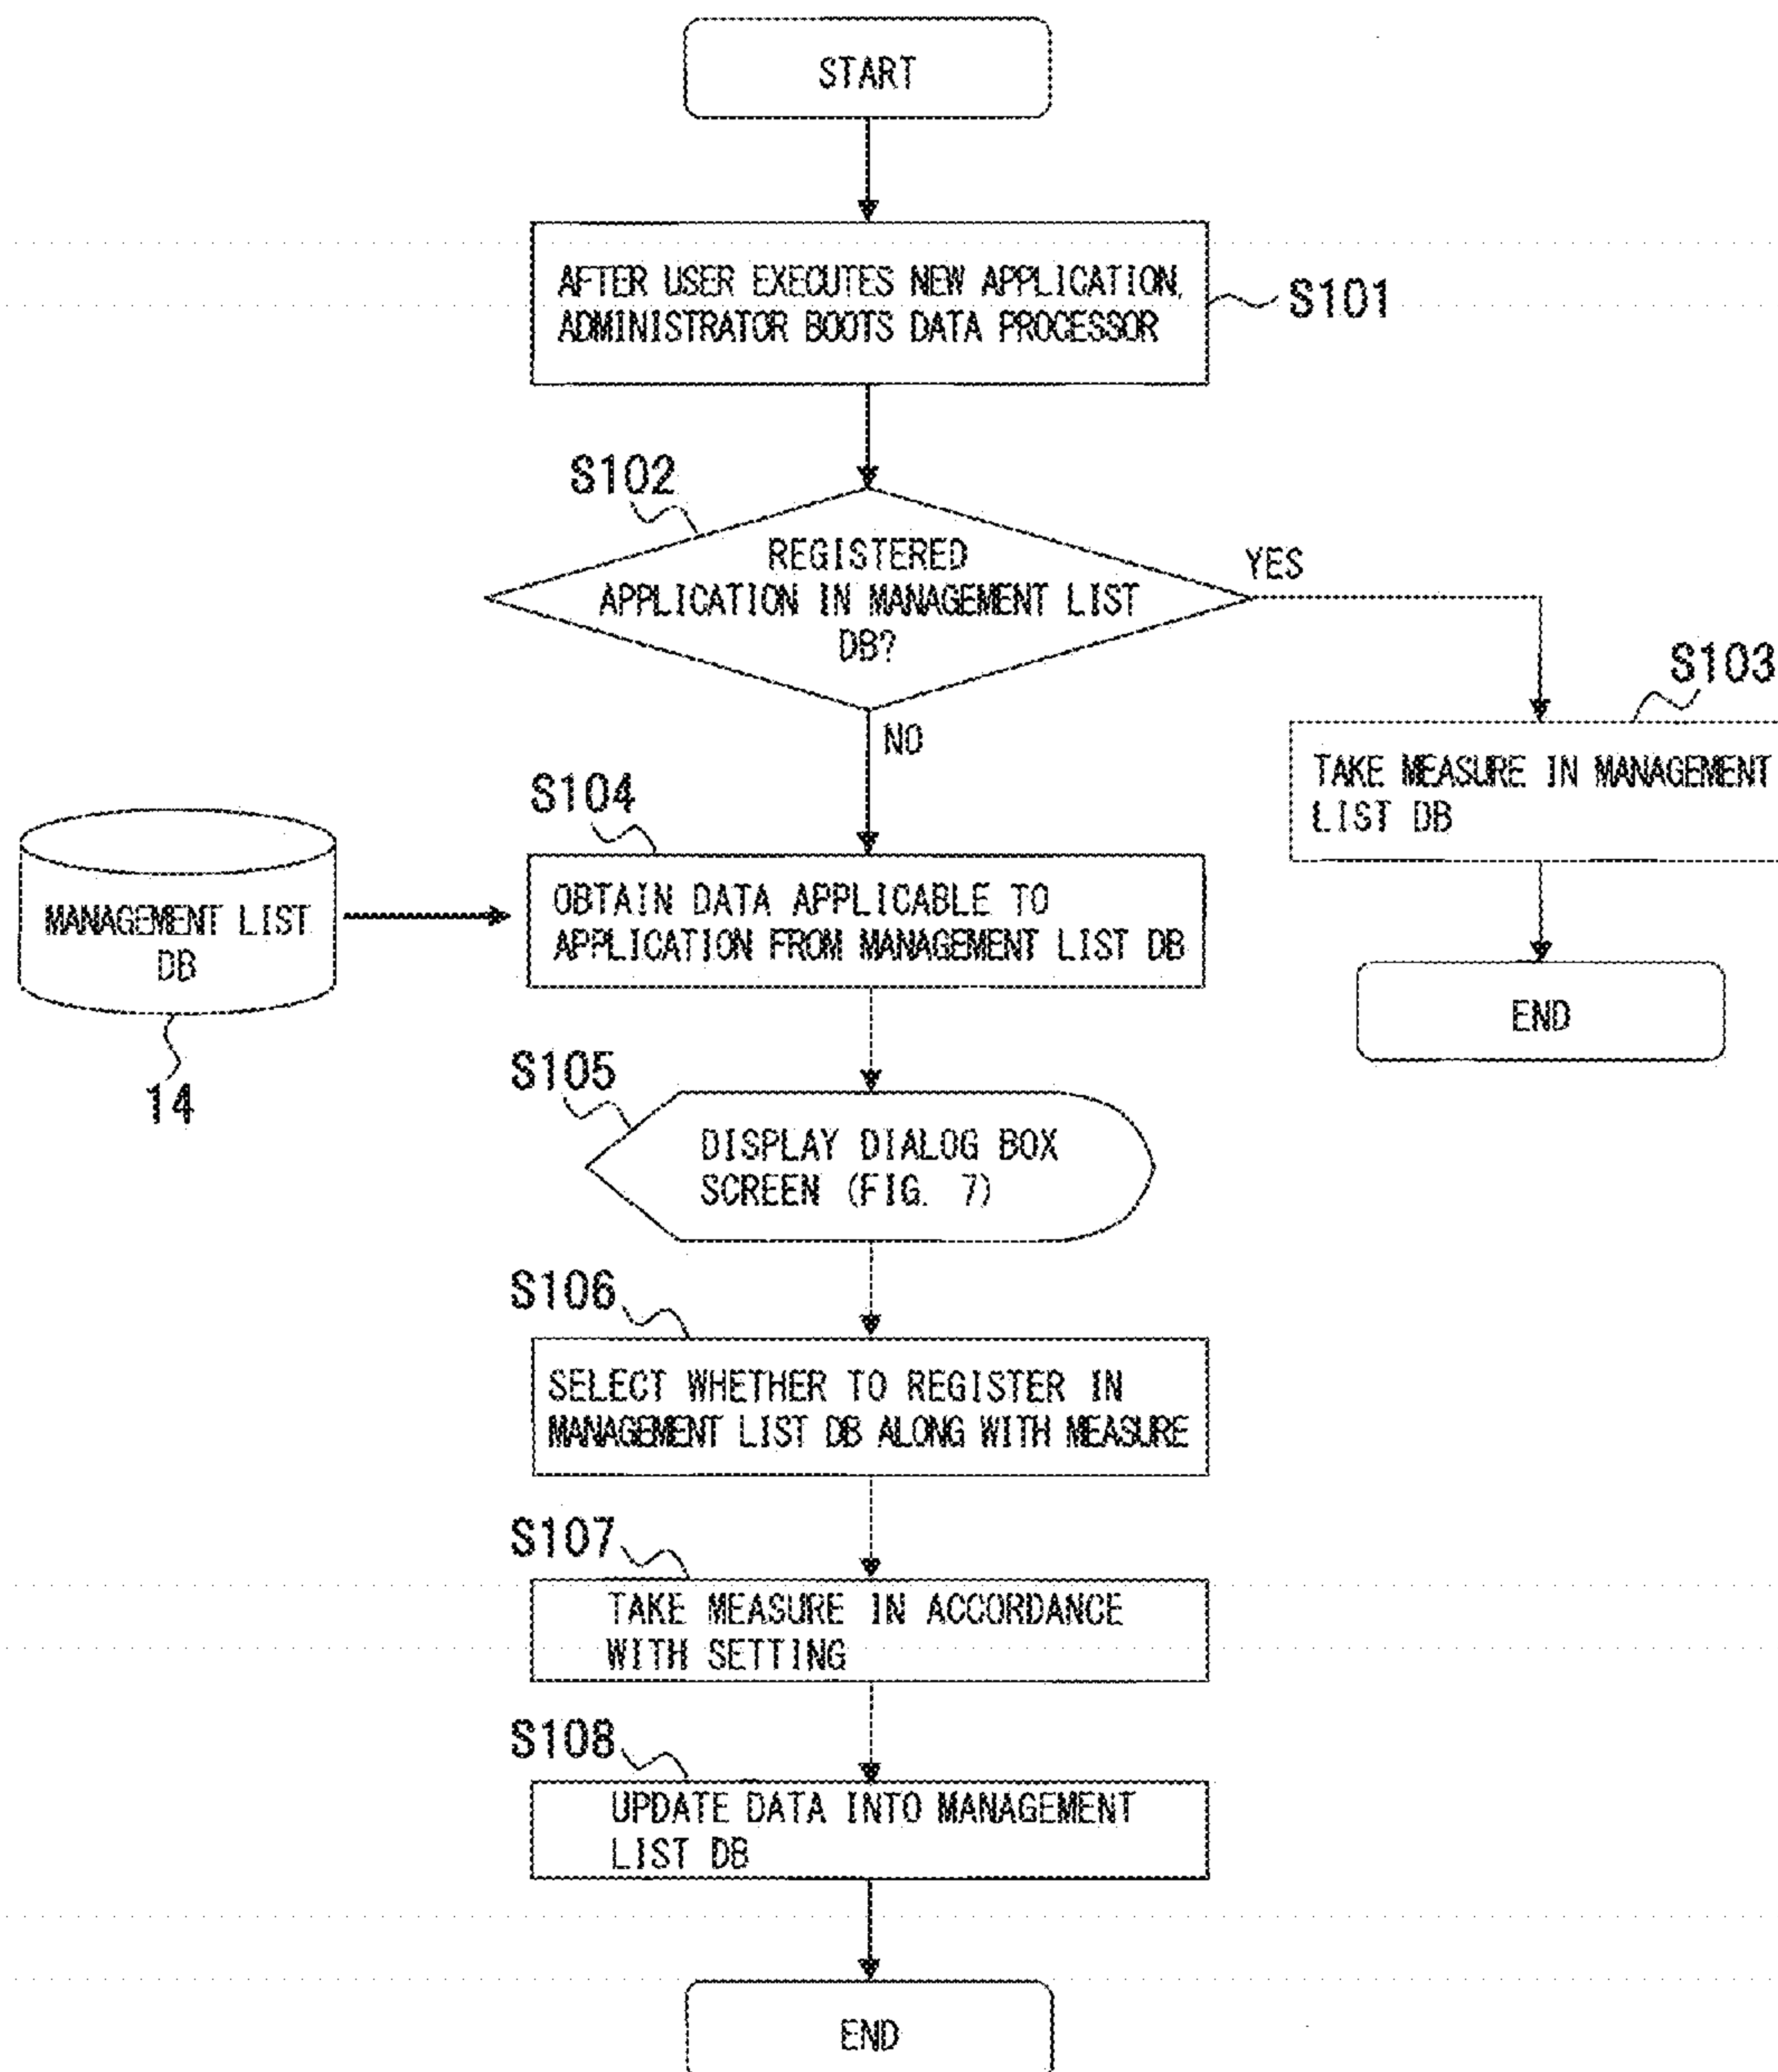 START
AFTER USER EXECUTES NEW APPLICATION,
ADMINISTRATOR BOOTS DATA PROCESSOR
S101
S102
REGISTERED
APPLICATION IN MANAGEMENT LIST
DB?
YES
NO
S103
TAKE MEASURE IN MANAGEMENT
LIST DB
END
MANAGEMENT LIST
DB
14
S104
OBTAIN DATA APPLICABLE TO
APPLICATION FROM MANAGEMENT LIST DB
S105
DISPLAY DIALOG BOX
SCREEN (FIG. 7)
S106
SELECT WHETHER TO REGISTER IN
MANAGEMENT LIST DB ALONG WITH MEASURE
S107
TAKE MEASURE IN ACCORDANCE
WITH SETTING
S108
UPDATE DATA INTO MANAGEMENT
LIST DB
END